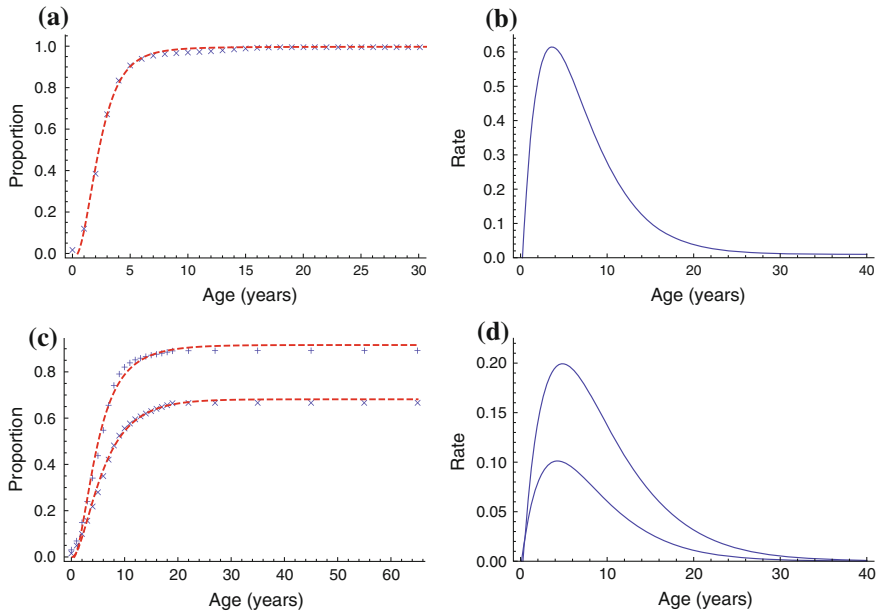 (a)
1.0
0.8
0.6
0.4
0.2
0.0
Proportion
0 5 10 15 20 25 30
Age (years)
(b)
0.6
0.5
0.4
0.3
0.2
0.1
0.0
Rate
0 10 20 30 40
Age (years)
(c)
0.8
0.6
0.4
0.2
0.0
Proportion
0 10 20 30 40 50 60
Age (years)
(d)
0.20
0.15
0.10
0.05
0.00
Rate
0 10 20 30 40
Age (years)